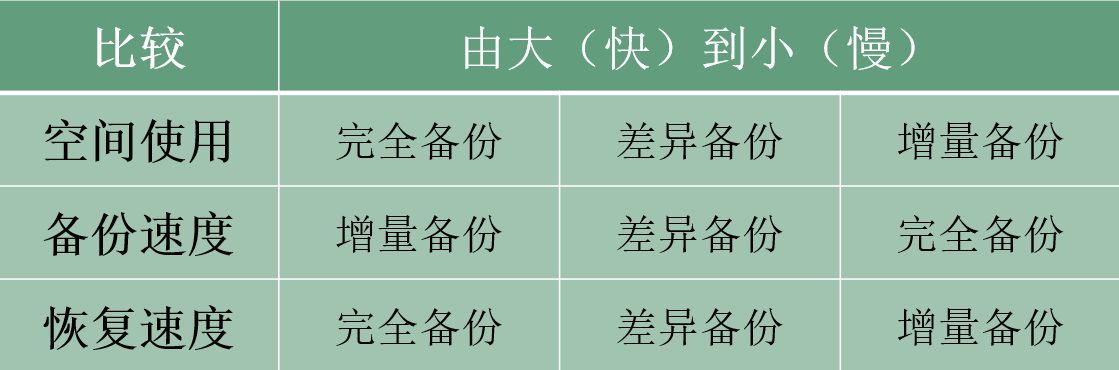 比较 由大（快）到小（慢）
空间使用 完全备份 差异备份 增量备份
备份速度 增量备份 差异备份 完全备份
恢复速度 完全备份 差异备份 增量备份